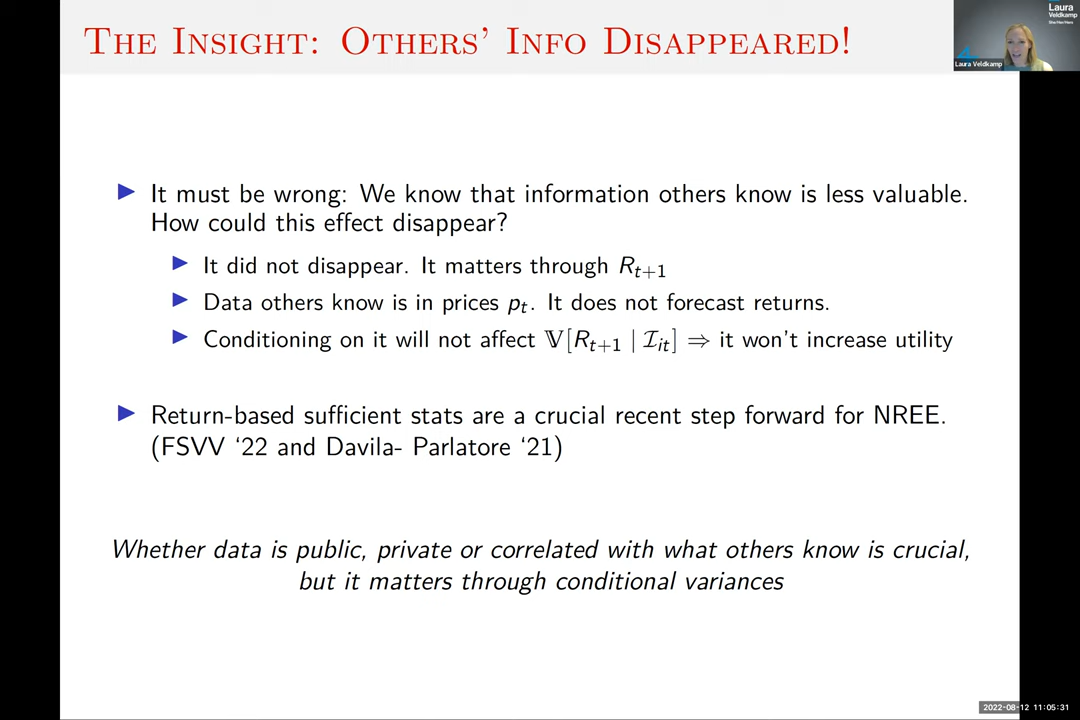 THE INSIGHT: OTHERS' INFO DISAPPEARED!
Laura
Veldkamp
Laura Veldkamp
▶ It must be wrong: We know that information others know is less valuable.
How could this effect disappear?
▶ It did not disappear. It matters through R_{t+1}
▶ Data others know is in prices p_t. It does not forecast returns.
▶ Conditioning on it will not affect 𝕍[R_{t+1} | ℐ_{it}] ⇒ it won't increase utility
▶ Return-based sufficient stats are a crucial recent step forward for NREE.
(FSVV ‘22 and Davila- Parlatore ‘21)
Whether data is public, private or correlated with what others know is crucial,
but it matters through conditional variances
2022-08-12 11:05:31